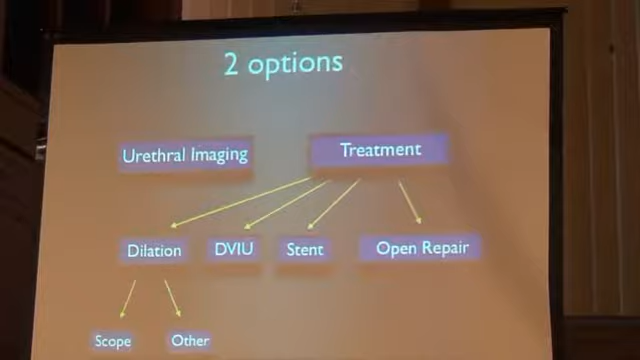 2 options
Urethral Imaging
Treatment
Dilation
DVIU
Stent
Open Repair
Scope
Other